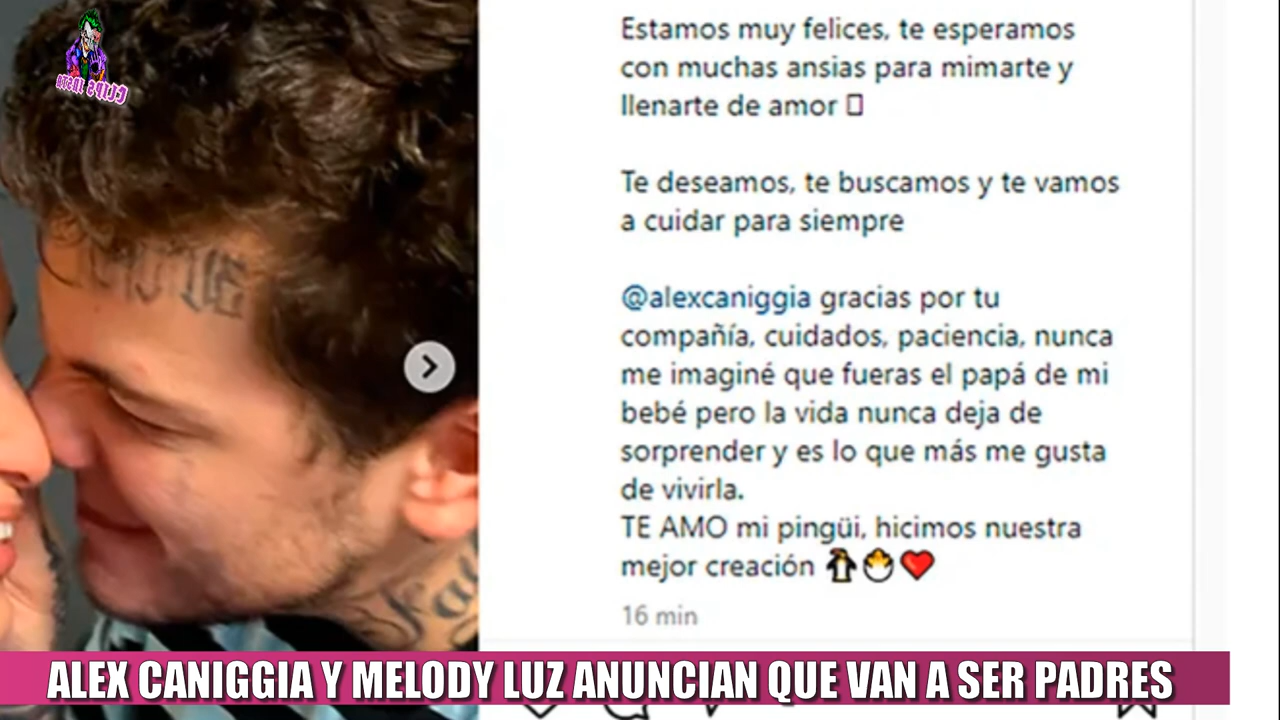 Estamos muy felices, te esperamos
con muchas ansias para mimarte y
llenarte de amor
Te deseamos, te buscamos y te vamos
a cuidar para siempre
@alexcaniggia gracias por tu
compañía, cuidados, paciencia, nunca
me imaginé que fueras el papá de mi
bebé pero la vida nunca deja de
sorprender y es lo que más me gusta
de vivirla.
TE AMO mi pingüi, hicimos nuestra
mejor creación 🐧🐣❤️
16 min
ALEX CANIGGIA Y MELODY LUZ ANUNCIAN QUE VAN A SER PADRES